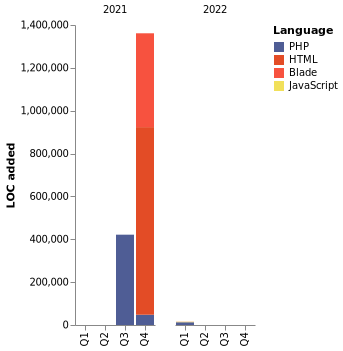 2021
2022
1,400,000
1,200,000
1,000,000
800,000
600,000
400,000
200,000
0
LOC added
Q1
Q2
Q3
Q4
Q1
Q2
Q3
Q4
Language
PHP
HTML
Blade
JavaScript